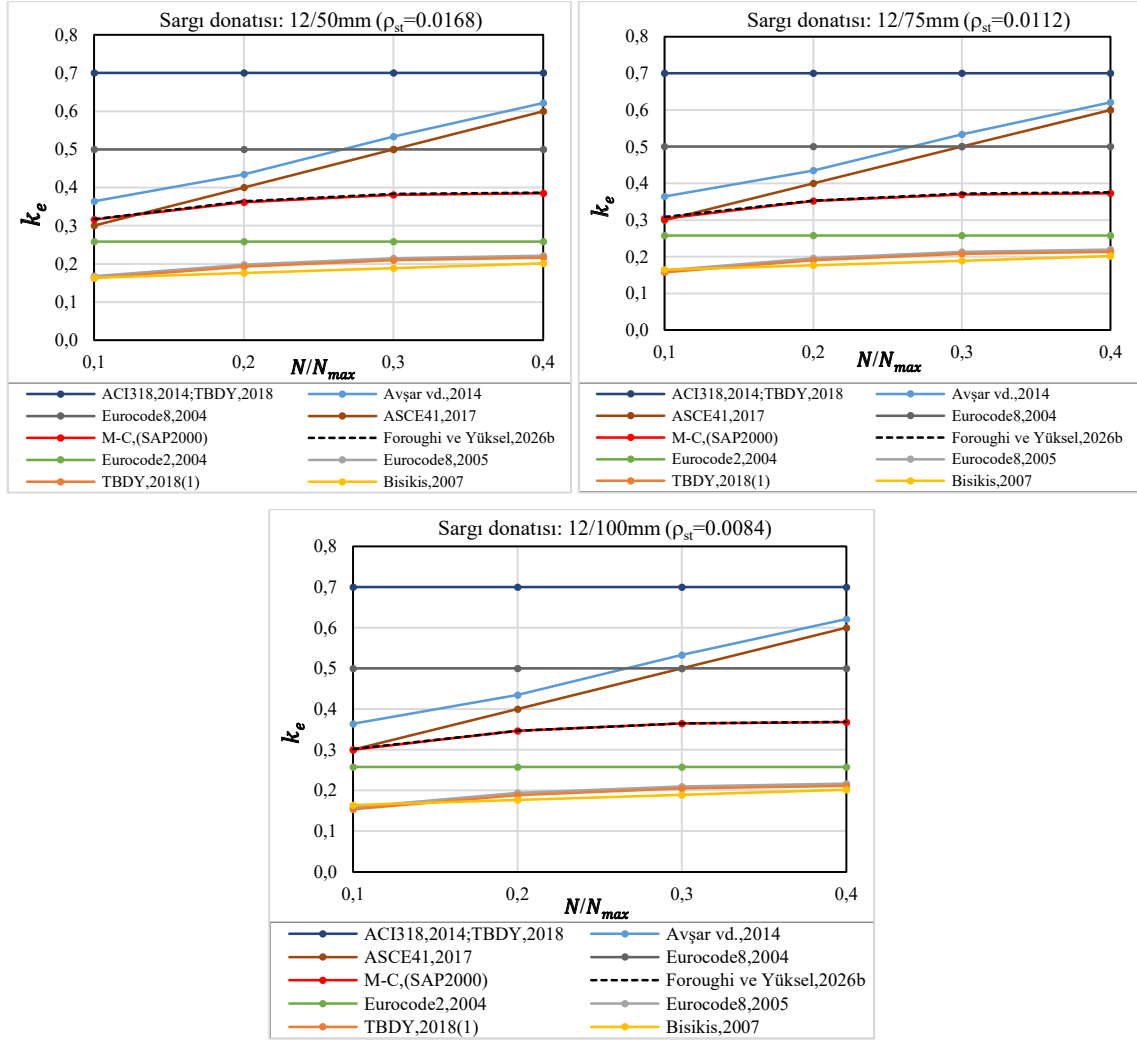 Sargı donatısı: 12/50mm (ρst=0.0168)
0,8
0,7
0,6
0,5
0,4
0,3
0,2
0,1
0,0
kₑ
0,1 0,2 0,3 0,4
N/Nmax
ACI318,2014;TBDY,2018 Avşar vd.,2014
Eurocode8,2004 ASCE41,2017
M-C,(SAP2000) Foroughi ve Yüksel,2026b
Eurocode2,2004 Eurocode8,2005
TBDY,2018(1) Bisikis,2007
Sargı donatısı: 12/75mm (ρst=0.0112)
0,8
0,7
0,6
0,5
0,4
0,3
0,2
0,1
0,0
kₑ
0,1 0,2 0,3 0,4
N/Nmax
ACI318,2014;TBDY,2018 Avşar vd.,2014
ASCE41,2017 Eurocode8,2004
M-C,(SAP2000) Foroughi ve Yüksel,2026b
Eurocode2,2004 Eurocode8,2005
TBDY,2018(1) Bisikis,2007
Sargı donatısı: 12/100mm (ρst=0.0084)
0,8
0,7
0,6
0,5
0,4
0,3
0,2
0,1
0,0
kₑ
0,1 0,2 0,3 0,4
N/Nmax
ACI318,2014;TBDY,2018 Avşar vd.,2014
ASCE41,2017 Eurocode8,2004
M-C,(SAP2000) Foroughi ve Yüksel,2026b
Eurocode2,2004 Eurocode8,2005
TBDY,2018(1) Bisikis,2007